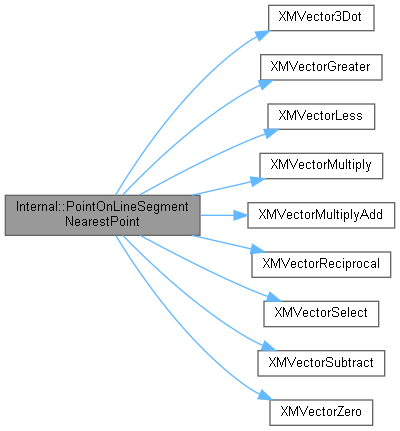 XMVector3Dot
XMVectorGreater
XMVectorLess
XMVectorMultiply
Internal::PointOnLineSegment
NearestPoint
XMVectorMultiplyAdd
XMVectorReciprocal
XMVectorSelect
XMVectorSubtract
XMVectorZero